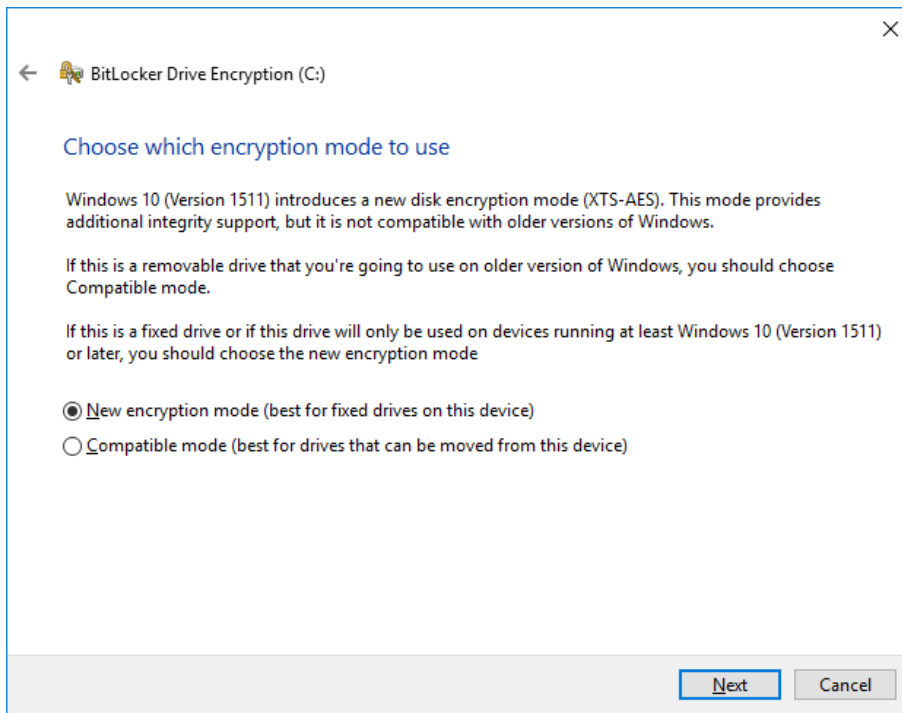 BitLocker Drive Encryption (C:)
Choose which encryption mode to use
Windows 10 (Version 1511) introduces a new disk encryption mode (XTS-AES). This mode provides
additional integrity support, but it is not compatible with older versions of Windows.
If this is a removable drive that you're going to use on older version of Windows, you should choose
Compatible mode.
If this is a fixed drive or if this drive will only be used on devices running at least Windows 10 (Version 1511)
or later, you should choose the new encryption mode
New encryption mode (best for fixed drives on this device)
Compatible mode (best for drives that can be moved from this device)
Next Cancel